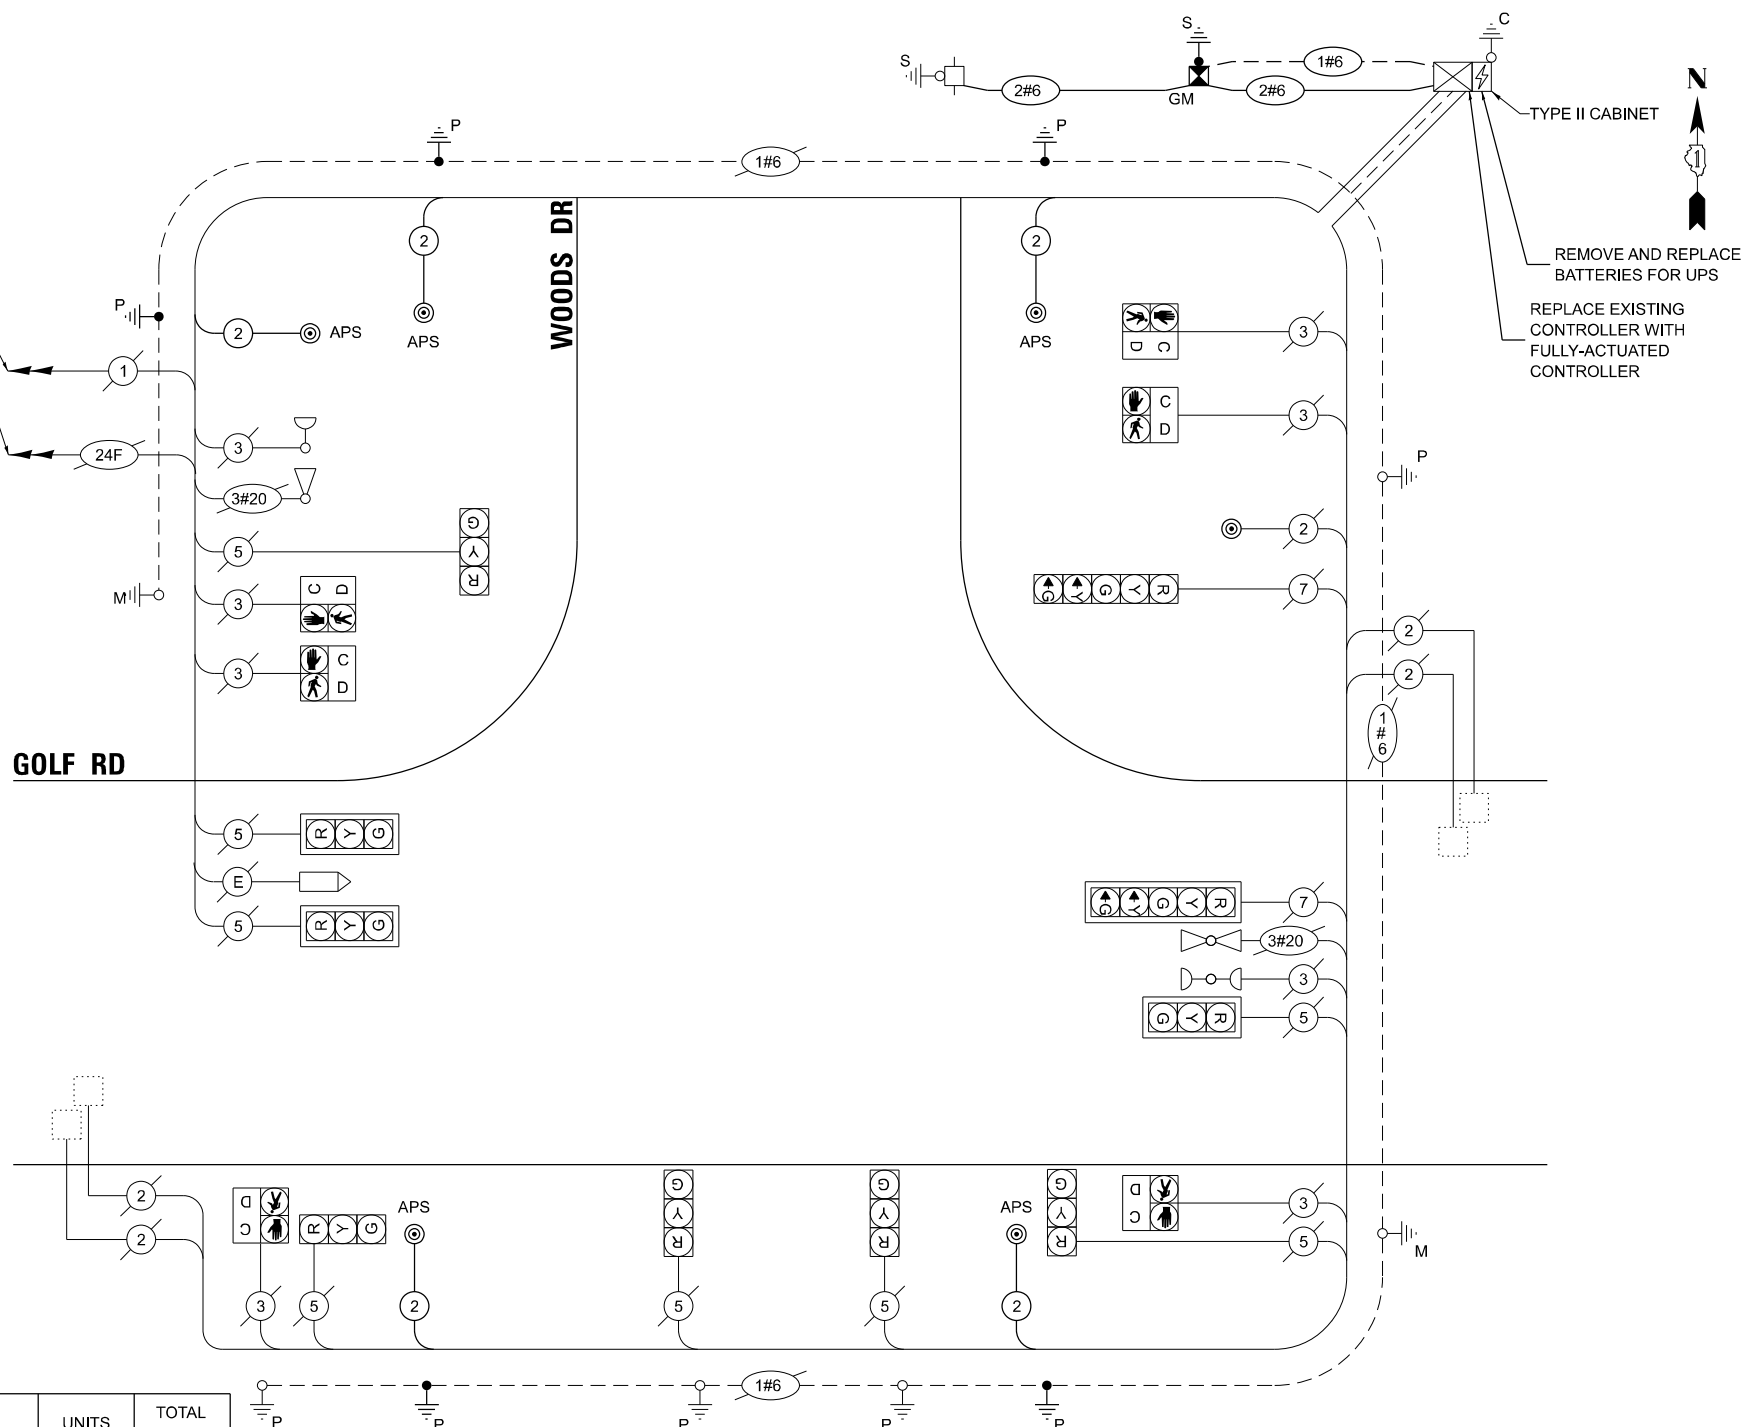 S
C
S
1#6
2#6
GM
2#6
N
1
TYPE II CABINET
P
P
1#6
REMOVE AND REPLACE
BATTERIES FOR UPS
REPLACE EXISTING
CONTROLLER WITH
FULLY-ACTUATED
CONTROLLER
WOODS DR
2
2
P
2
APS
APS
APS
3
D C
1
3
C
D
3
24F
P
3#20
2
G
Y
R
5
7
G Y G Y R
M
3
C D
2
3
C
D
2
1
#
6
GOLF RD
5
R Y G
E
5
R Y G
7
G Y G Y R
3#20
3
5
G Y R
2
2
D
C
R Y G
APS
G
Y
R
G
Y
R
APS
G
Y
R
D
C
3
5
M
3
5
2
5
5
2
1#6
P
P
P
P
P
UNITS
TOTAL